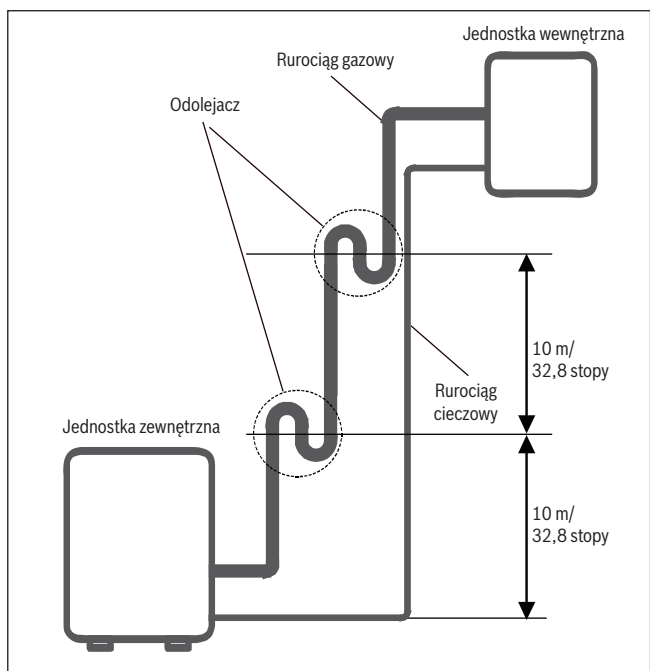 Jednostka wewnętrzna
Rurociąg gazowy
Odolejacz
10 m/
32,8 stopy
Rurociąg
cieczowy
Jednostka zewnętrzna
10 m/
32,8 stopy